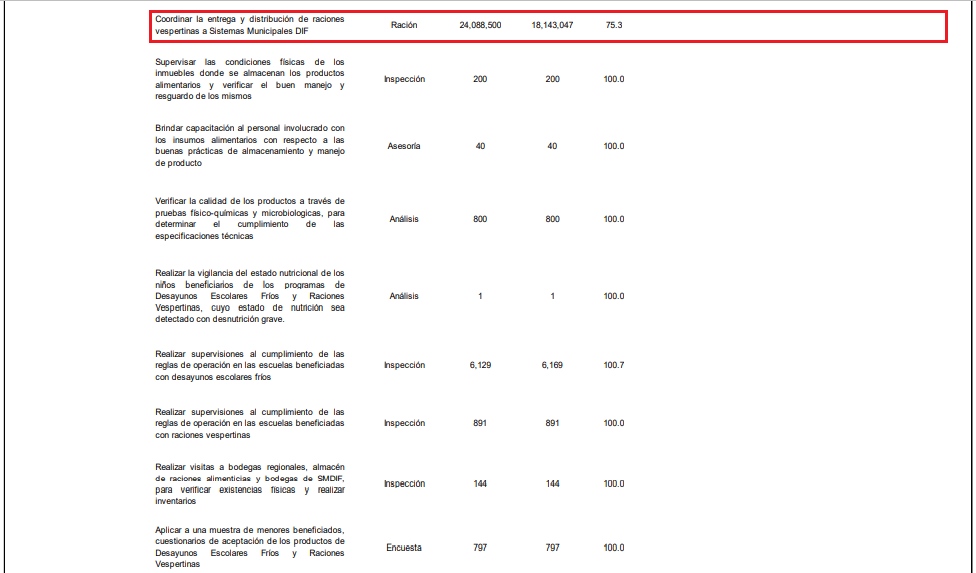 Coordinar la entrega y distribución de raciones
vespertinas a Sistemas Municipales DIF
Ración 24,088,500 18,143,047 75.3
Supervisar las condiciones físicas de los
inmuebles donde se almacenan los productos
alimentarios y verificar el buen manejo y
resguardo de los mismos
Inspección 200 200 100.0
Brindar capacitación al personal involucrado con
los insumos alimentarios con respecto a las
buenas prácticas de almacenamiento y manejo
de producto
Asesoría 40 40 100.0
Verificar la calidad de los productos a través de
pruebas físico-químicas y microbiologicas, para
determinar el cumplimiento de las
especificaciones técnicas
Análisis 800 800 100.0
Realizar la vigilancia del estado nutricional de los
niños beneficiarios de los programas de
Desayunos Escolares Fríos y Raciones
Vespertinas, cuyo estado de nutrición sea
detectado con desnutrición grave.
Análisis 1 1 100.0
Realizar supervisiones al cumplimiento de las
reglas de operación en las escuelas beneficiadas
con desayunos escolares fríos
Inspección 6,129 6,169 100.7
Realizar supervisiones al cumplimiento de las
reglas de operación en las escuelas beneficiadas
con raciones vespertinas
Inspección 891 891 100.0
Realizar visitas a bodegas regionales, almacén
de raciones alimenticias y bodegas de SMDIF,
para verificar existencias físicas y realizar
inventarios
Inspección 144 144 100.0
Aplicar a una muestra de menores beneficiados,
cuestionarios de aceptación de los productos de
Desayunos Escolares Fríos y Raciones
Vespertinas
Encuesta 797 797 100.0